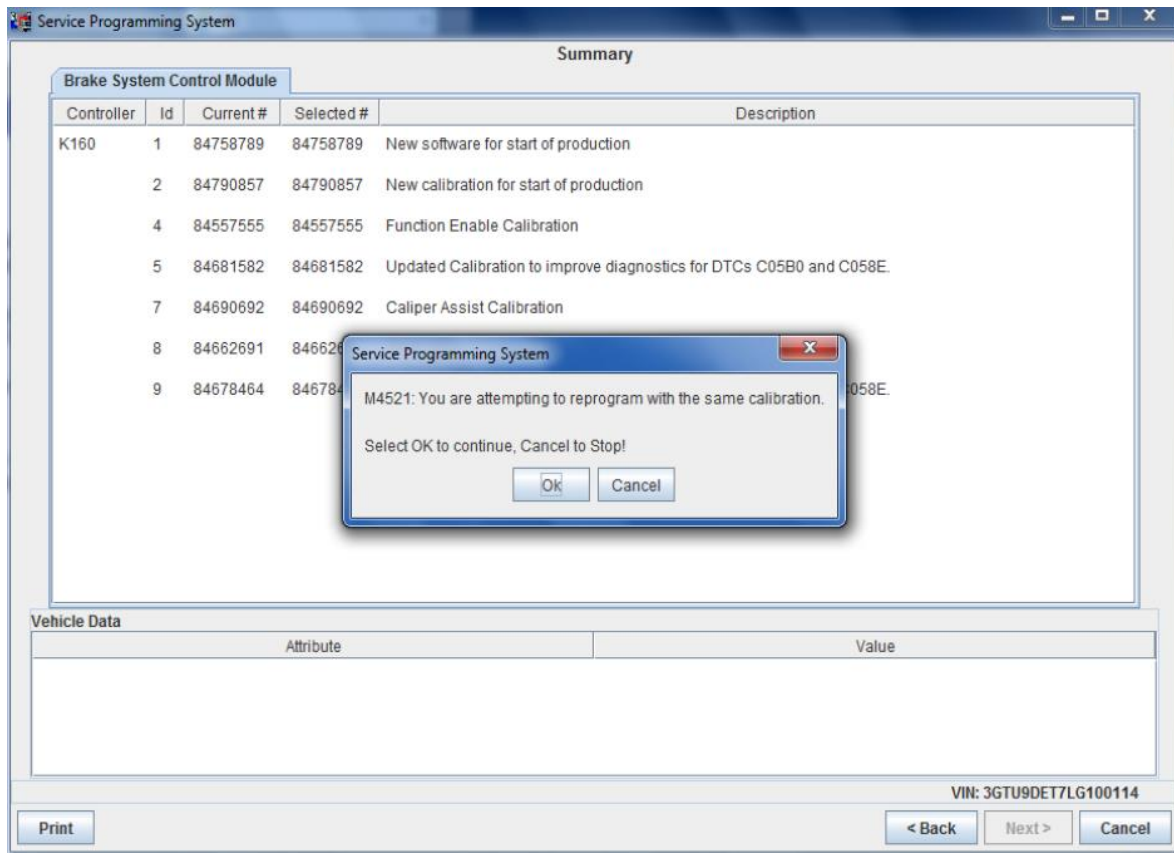 Service Programming System
Summary
Brake System Control Module
Controller Id Current # Selected # Description
K160 1 84758789 84758789 New software for start of production
2 84790857 84790857 New calibration for start of production
4 84557555 84557555 Function Enable Calibration
5 84681582 84681582 Updated Calibration to improve diagnostics for DTCs C05B0 and C058E.
7 84690692 84690692 Caliper Assist Calibration
8 84662691 84662
9 84678464 84678 058E.
Service Programming System
M4521: You are attempting to reprogram with the same calibration.
Select OK to continue, Cancel to Stop!
Ok Cancel
Vehicle Data
Attribute Value
VIN: 3GTU9DET7LG100114
Print < Back Next > Cancel